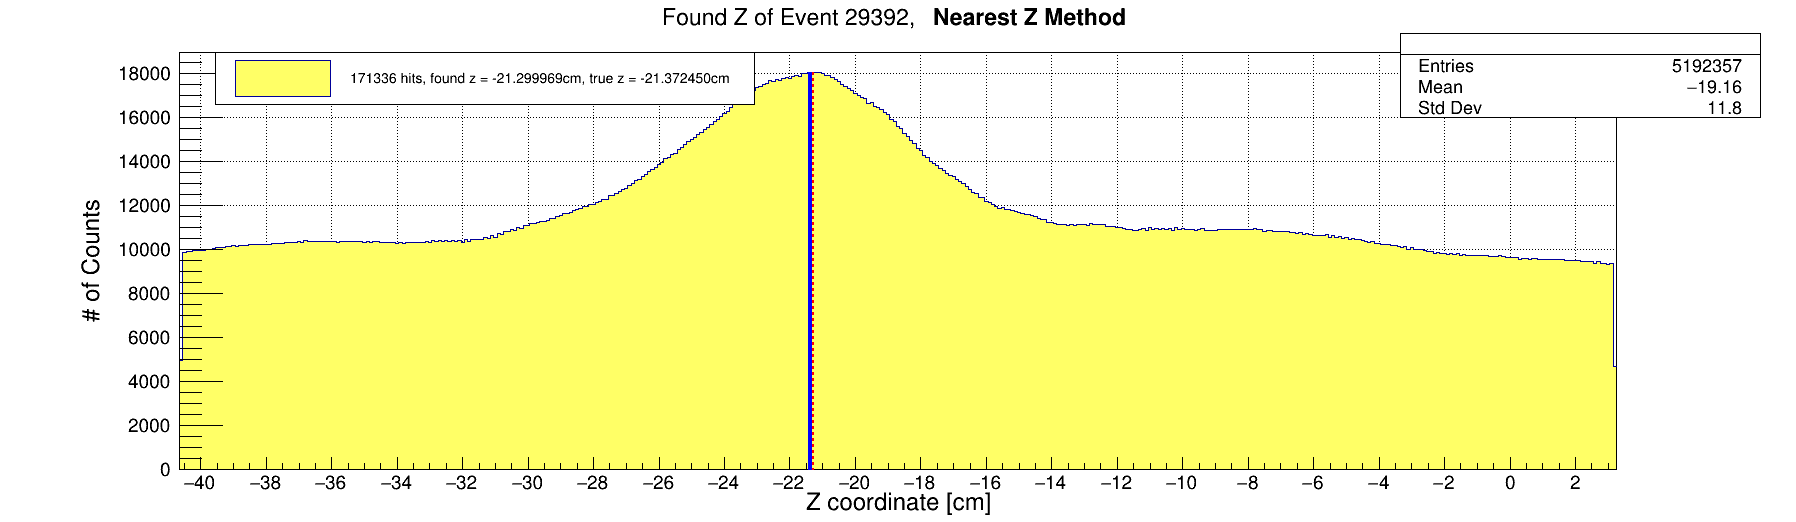 Found Z of Event 29392, Nearest Z Method
171336 hits, found z = -21.299969cm, true z = -21.372450cm
Entries 5192357
Mean −19.16
Std Dev 11.8
18000
16000
14000
12000
10000
8000
6000
4000
2000
0
# of Counts
−40 −38 −36 −34 −32 −30 −28 −26 −24 −22 −20 −18 −16 −14 −12 −10 −8 −6 −4 −2 0 2
Z coordinate [cm]